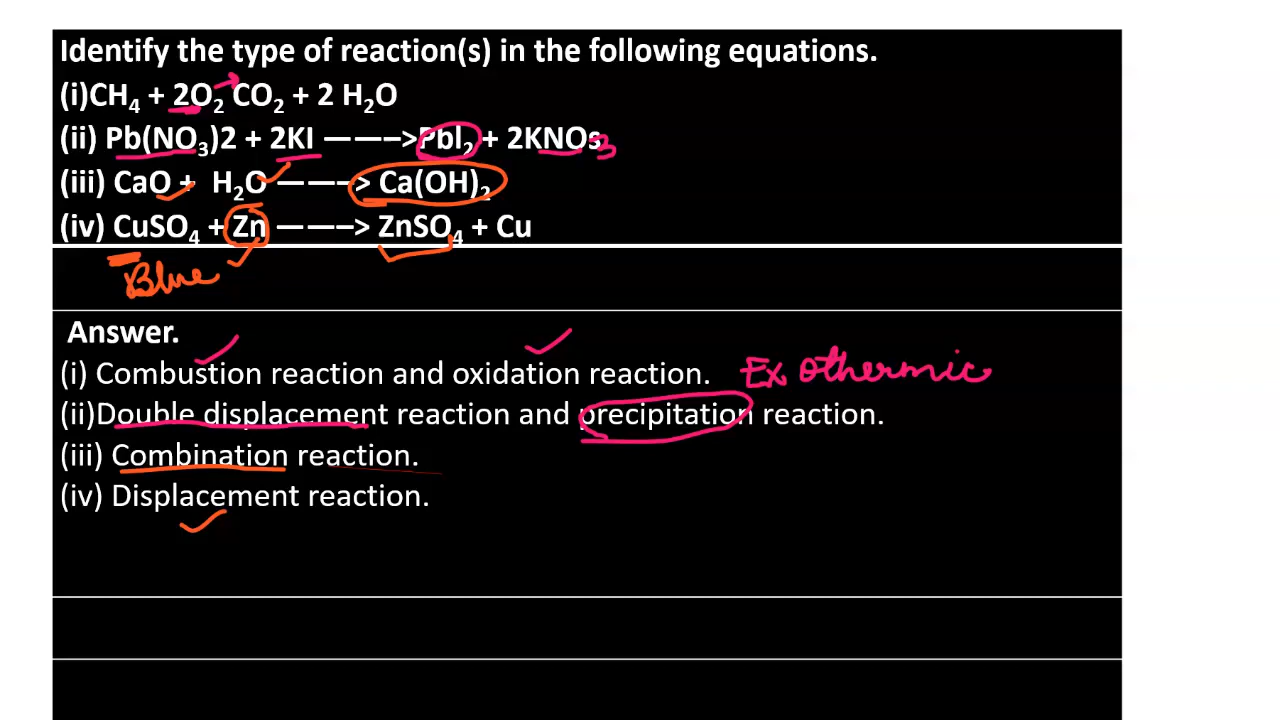 Identify the type of reaction(s) in the following equations.
(i)CH₄ + 2O₂ → CO₂ + 2 H₂O
(ii) Pb(NO₃)2 + 2KI ———–>PbI₂ + 2KNOs 3
(iii) CaO + H₂O ———–> Ca(OH)₂
(iv) CuSO₄ + Zn ———–> ZnSO₄ + Cu
Blue
Answer.
(i) Combustion reaction and oxidation reaction. Exothermic
(ii)Double displacement reaction and precipitation reaction.
(iii) Combination reaction.
(iv) Displacement reaction.